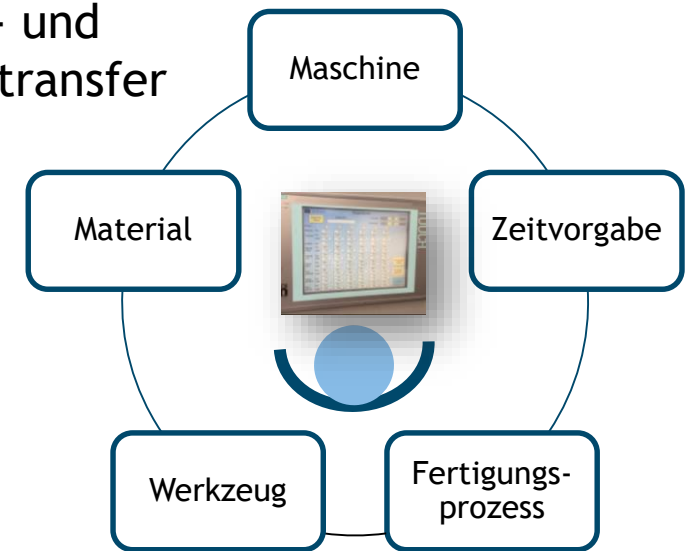 - und
transfer
Maschine
Material
Zeitvorgabe
Werkzeug
Fertigungs-
prozess